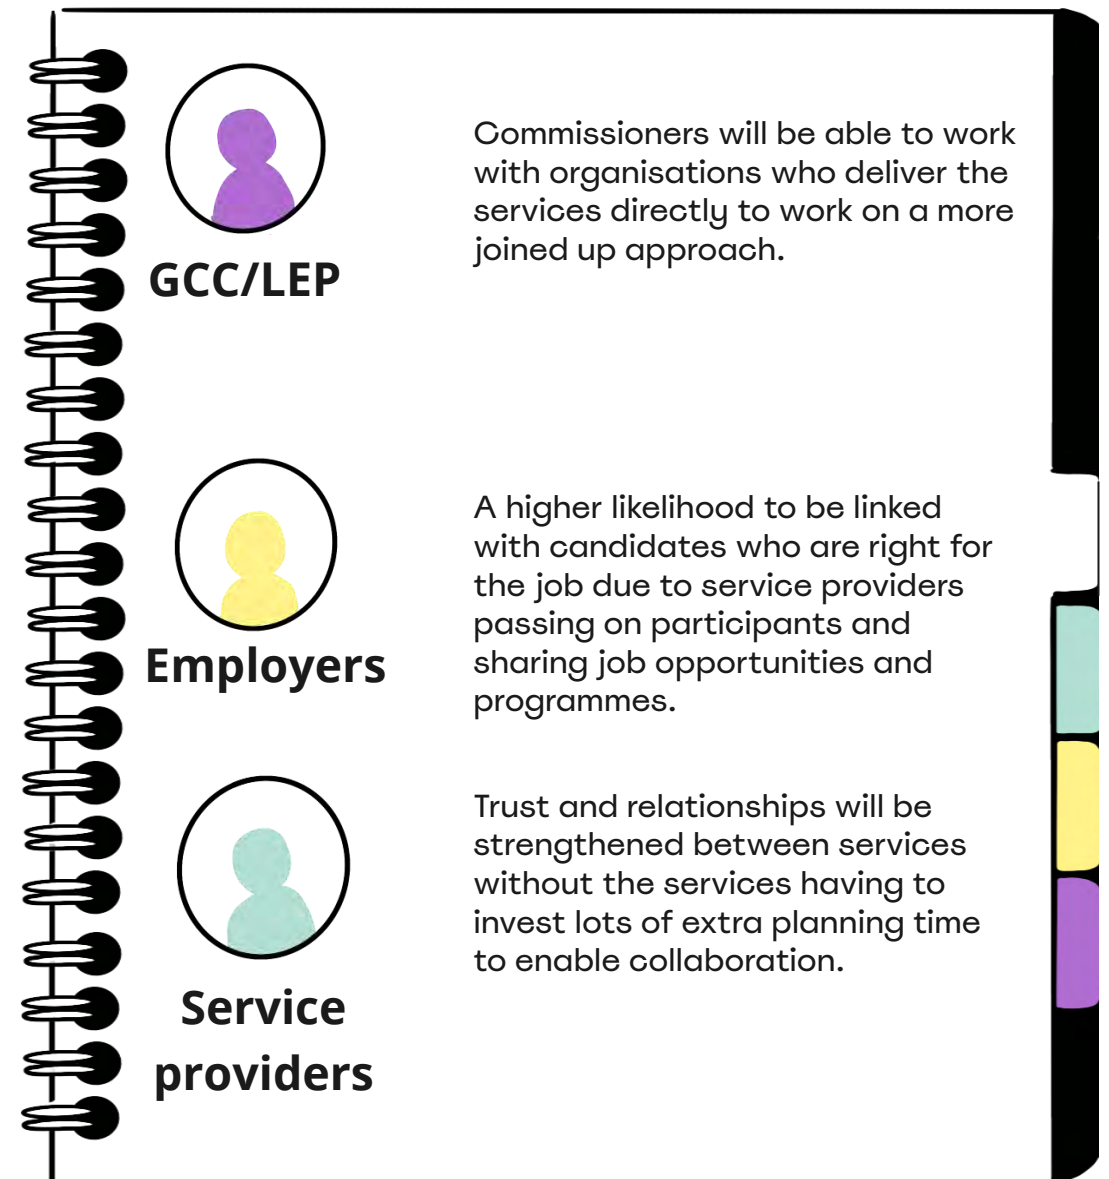 GCC/LEP
Commissioners will be able to work
with organisations who deliver the
services directly to work on a more
joined up approach.
Employers
A higher likelihood to be linked
with candidates who are right for
the job due to service providers
passing on participants and
sharing job opportunities and
programmes.
Service
providers
Trust and relationships will be
strengthened between services
without the services having to
invest lots of extra planning time
to enable collaboration.